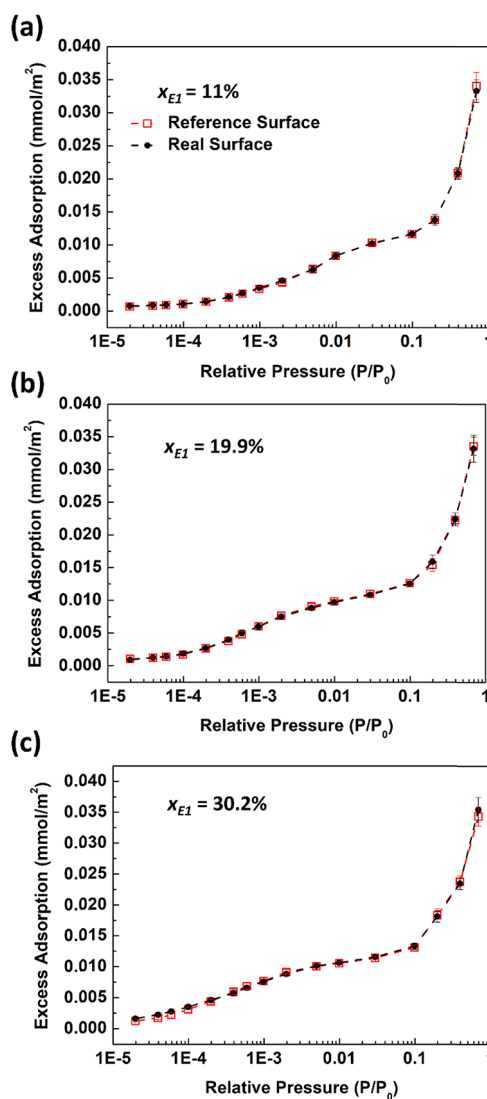 (a)
0.040
0.035
0.030
0.025
0.020
0.015
0.010
0.005
0.000
Excess Adsorption (mmol/m²)
x_E1 = 11%
Reference Surface
Real Surface
1E-5 1E-4 1E-3 0.01 0.1 1
Relative Pressure (P/P₀)
(b)
0.040
0.035
0.030
0.025
0.020
0.015
0.010
0.005
0.000
Excess Adsorption (mmol/m²)
x_E1 = 19.9%
1E-5 1E-4 1E-3 0.01 0.1 1
Relative Pressure (P/P₀)
(c)
0.040
0.035
0.030
0.025
0.020
0.015
0.010
0.005
0.000
Excess Adsorption (mmol/m²)
x_E1 = 30.2%
1E-5 1E-4 1E-3 0.01 0.1 1
Relative Pressure (P/P₀)